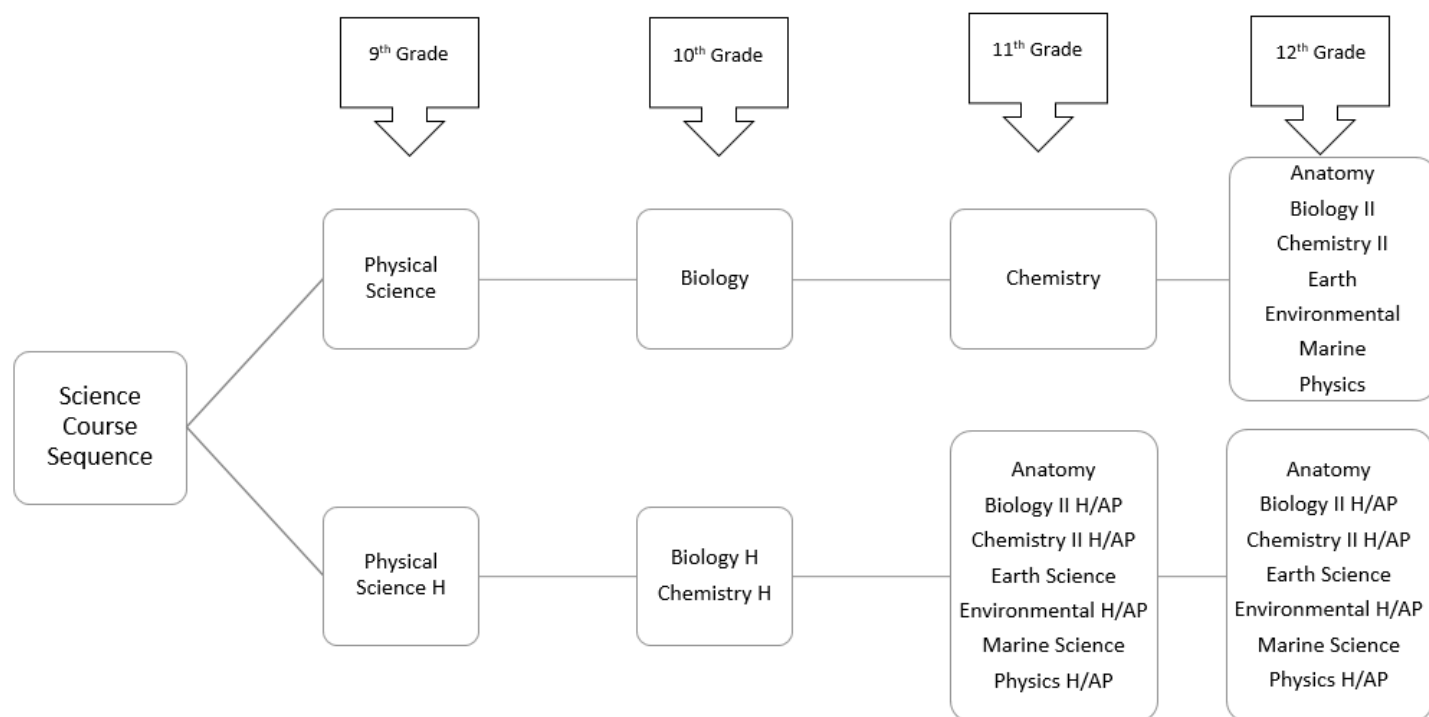 9th Grade
10th Grade
11th Grade
12th Grade
Science
Course
Sequence
Physical
Science
Biology
Chemistry
Anatomy
Biology II
Chemistry II
Earth
Environmental
Marine
Physics
Physical
Science H
Biology H
Chemistry H
Anatomy
Biology II H/AP
Chemistry II H/AP
Earth Science
Environmental H/AP
Marine Science
Physics H/AP
Anatomy
Biology II H/AP
Chemistry II H/AP
Earth Science
Environmental H/AP
Marine Science
Physics H/AP